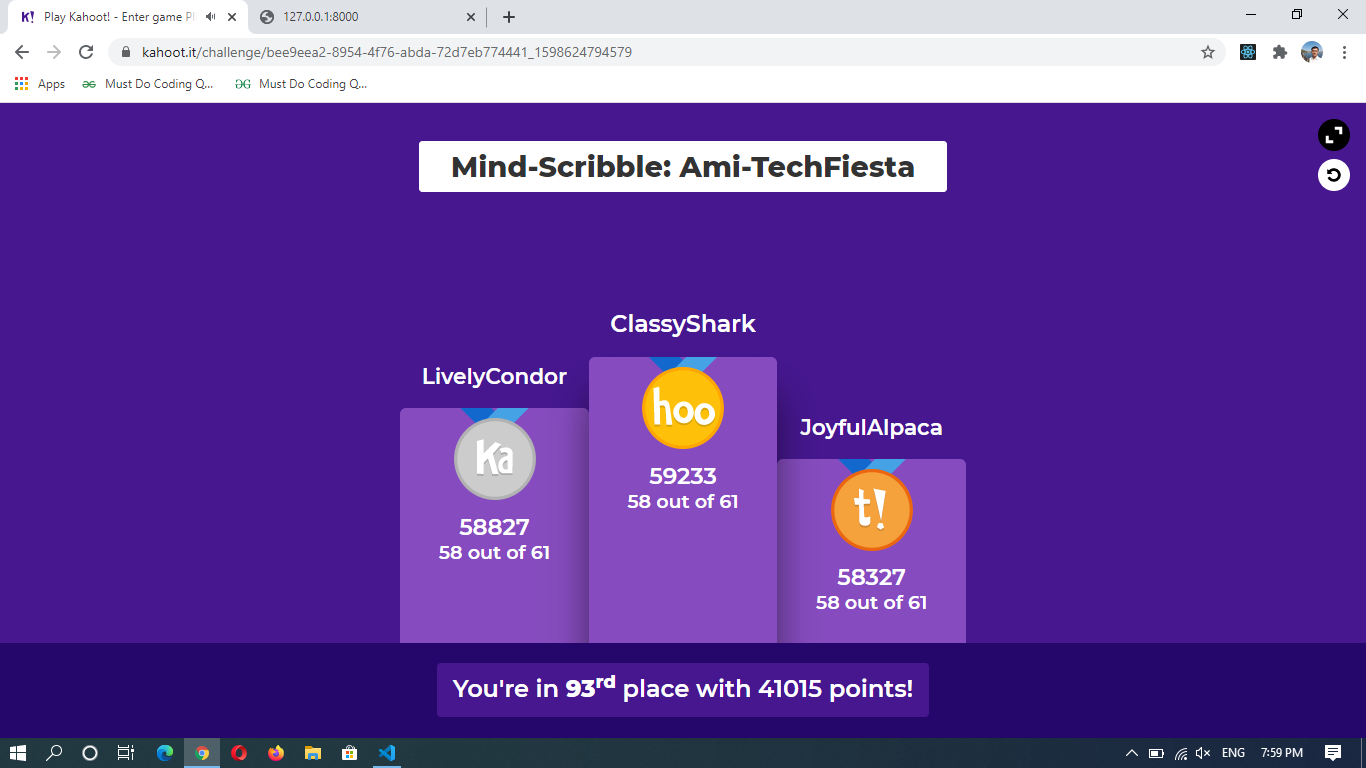 Play Kahoot! - Enter game P
127.0.0.1:8000
kahoot.it/challenge/bee9eea2-8954-4f76-abda-72d7eb774441_1598624794579
Apps
Must Do Coding Q...
Must Do Coding Q...
Mind-Scribble: Ami-TechFiesta
ClassyShark
LivelyCondor
JoyfulAlpaca
hoo
Ka
t!
59233
58 out of 61
58827
58 out of 61
58327
58 out of 61
You're in 93rd place with 41015 points!
ENG
7:59 PM